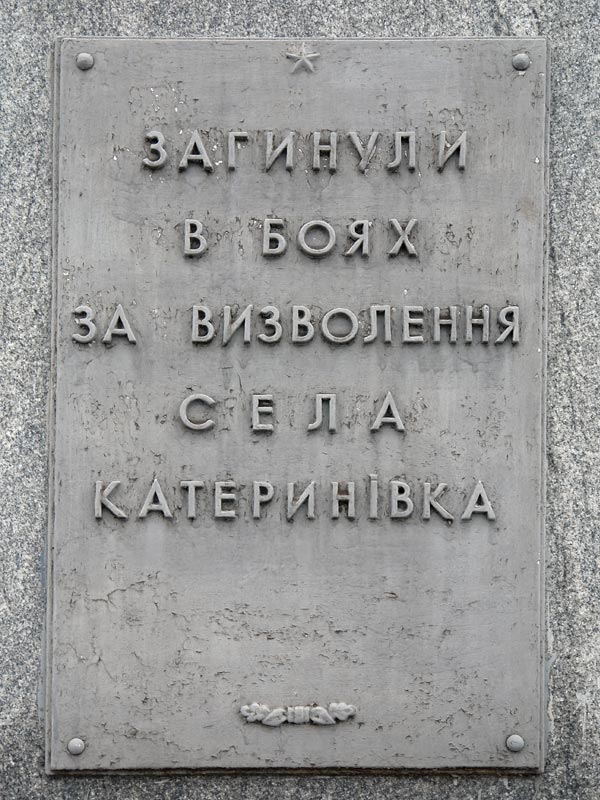 ЗАГИНУЛИ
В БОЯХ
ЗА ВИЗВОЛЕННЯ
СЕЛА
КАТЕРИНІВКА